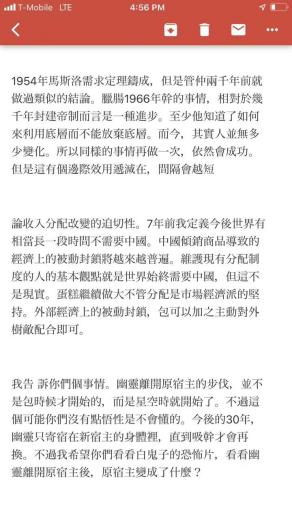 T-Mobile LTE 4:56 PM
1954年馬斯洛需求定理鑄成，但是管仲兩千年前就
做過類似的結論。臘腸1966年幹的事情，相對於幾
千年封建帝制而言是一種進步。至少他知道了如何
來利用底層而不能放棄底層。而今，其實人並無多
少變化。所以同樣的事情再做一次，依然會成功。
但是這有個邊際效用遞減在，間隔會越短
論收入分配改變的迫切性。7年前我定義今後世界有
相當長一段時間不需要中國。中國傾銷商品導致的
經濟上的被動封鎖將越來越普遍。維護現有分配制
度的人的基本觀點就是世界始終需要中國，但這不
是現實。蛋糕繼續做大不管分配是市場經濟派的堅
持。外部經濟上的被動封鎖，包可以加之主動對外
樹敵配合即可。
我告 訴你們個事情。幽靈離開原宿主的步伐，並不
是包時候才開始的，而是星空時就開始了。不過這
個可能你們沒有點悟性是不會懂的。今後的30年，
幽靈只寄宿在新宿主的身體裡，直到吸幹才會再
換。不過我希望你們看看白鬼子的恐怖片，看看幽
靈離開原宿主後，原宿主變成了什麼？